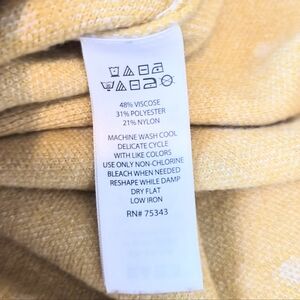 48% VISCOSE
31% POLYESTER
21% NYLON
MACHINE WASH COOL
DELICATE CYCLE
WITH LIKE COLORS
USE ONLY NON-CHLORINE
BLEACH WHEN NEEDED
RESHAPE WHILE DAMP
DRY FLAT
LOW IRON
RN# 75343